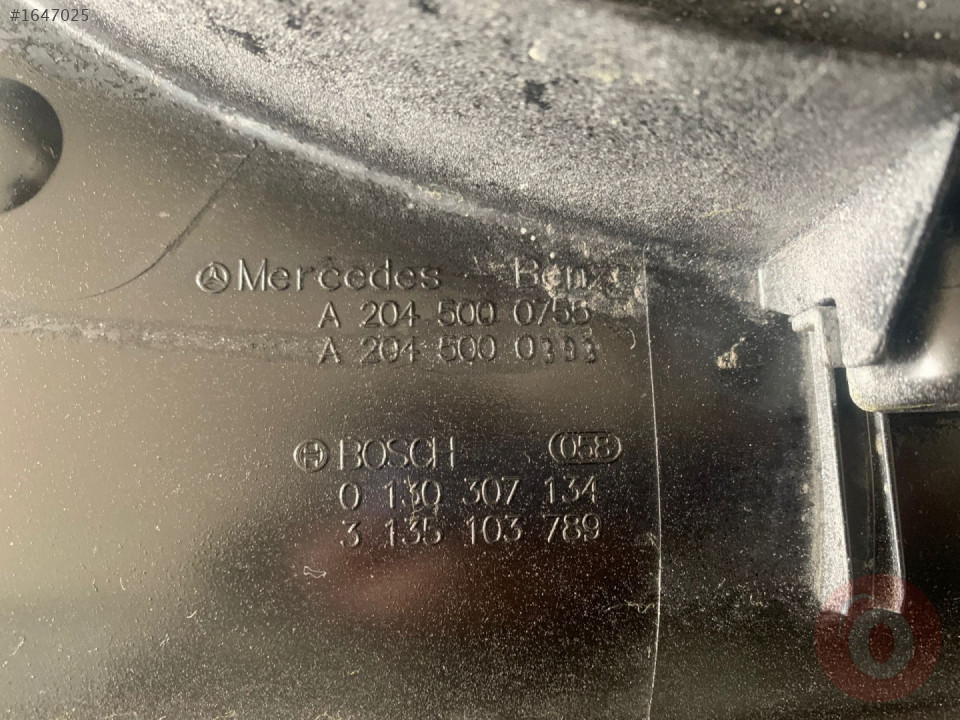 #1647025
Mercedes Benz
A 204 500 0755
A 204 500 0393
BOSCH 058
0 130 307 134
3 135 103 789